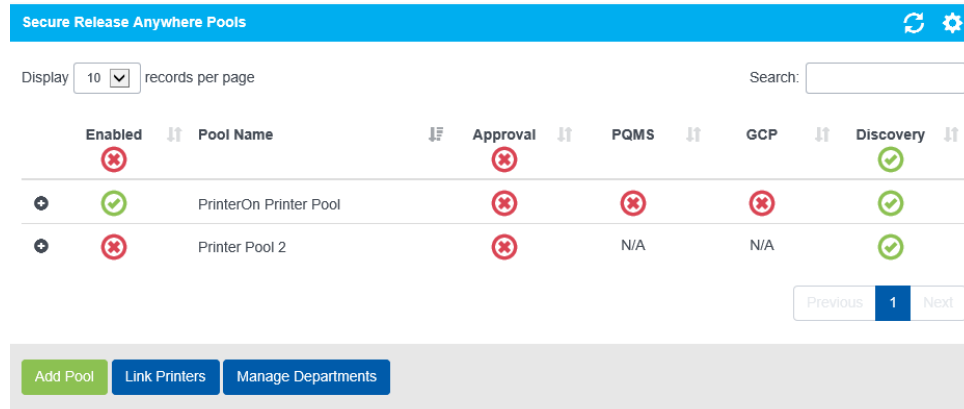 Secure Release Anywhere Pools
Display 10 records per page Search:
Enabled Pool Name Approval PQMS GCP Discovery
PrinterOn Printer Pool
Printer Pool 2 N/A N/A
Previous 1 Next
Add Pool Link Printers Manage Departments